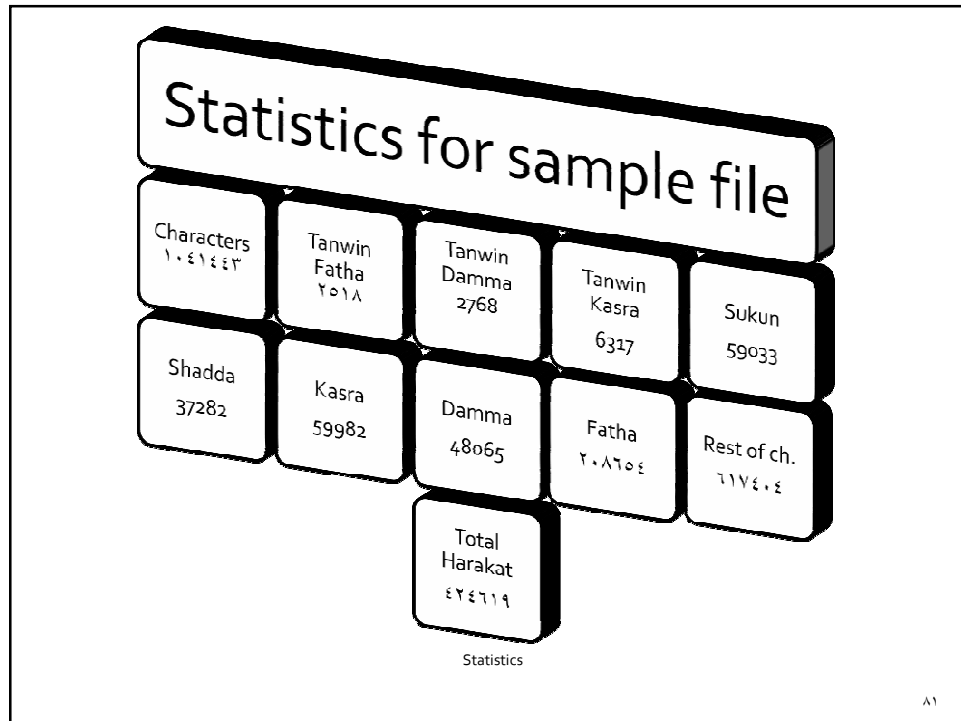 Statistics for sample file
Characters
١٠٤١٤٤٣
Tanwin
Fatha
٢٥١٨
Tanwin
Damma
2768
Tanwin
Kasra
6317
Sukun
59033
Shadda
37282
Kasra
59982
Damma
48065
Fatha
٢٠٨٦٥٤
Rest of ch.
٦١٧٤٠٤
Total
Harakat
٤٢٤٦١٩
Statistics
٨١